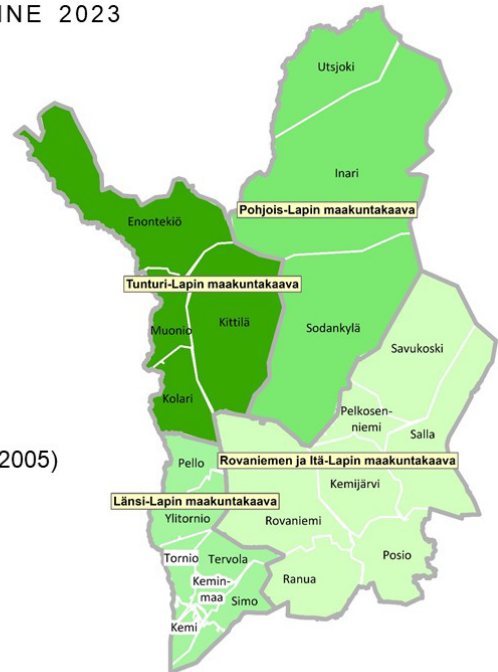 INE 2023
Utsjoki
Inari
Pohjois-Lapin maakuntakaava
Enontekiö
Tunturi-Lapin maakuntakaava
Muonio
Kittilä
Sodankylä
Savukoski
Kolari
Pelkosen-
niemi
Salla
2005)
Pello
Rovaniemen ja Itä-Lapin maakuntakaava
Kemijärvi
Länsi-Lapin maakuntakaava
Ylitornio
Rovaniemi
Tornio
Tervola
Posio
Ranua
Kemin-
maa
Simo
Kemi